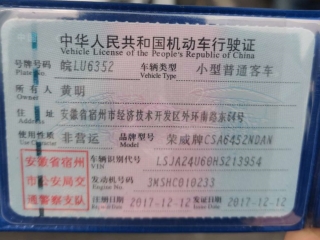 中华人民共和国机动车行驶证
Vehicle License of the People's Republic of China
号牌号码 皖LU6352 车辆类型 小型普通客车
Plate No. Vehicle Type
所有人 黄明
Owner
住址 安徽省宿州市经济技术开发区外环南路东64号
Address
使用性质 非营运 品牌型号 荣威牌CSA6452NDAN
安徽省宿州 车辆识别代号 LSJA24U60HS213954
VIN
市公安局交 发动机号码 3MSHC010233
Engine No.
通警察支队 注册日期 2017-12-12 发证日期 2017-12-12
Register Date Issue Date